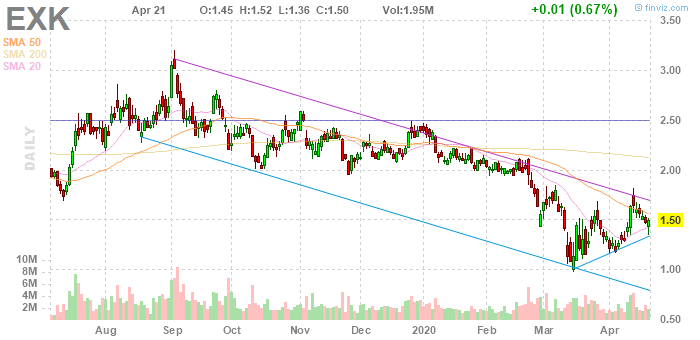 EXK
Apr 21 O:1.45 H:1.52 L:1.36 C:1.50 Vol:1.95M +0.01 (0.67%)
© finviz.com
SMA 50
SMA 200
SMA 20
DAILY
3.50
3.00
2.50
2.00
1.50
1.00
0.50
10M
8M
6M
4M
2M
Aug Sep Oct Nov Dec 2020 Feb Mar Apr